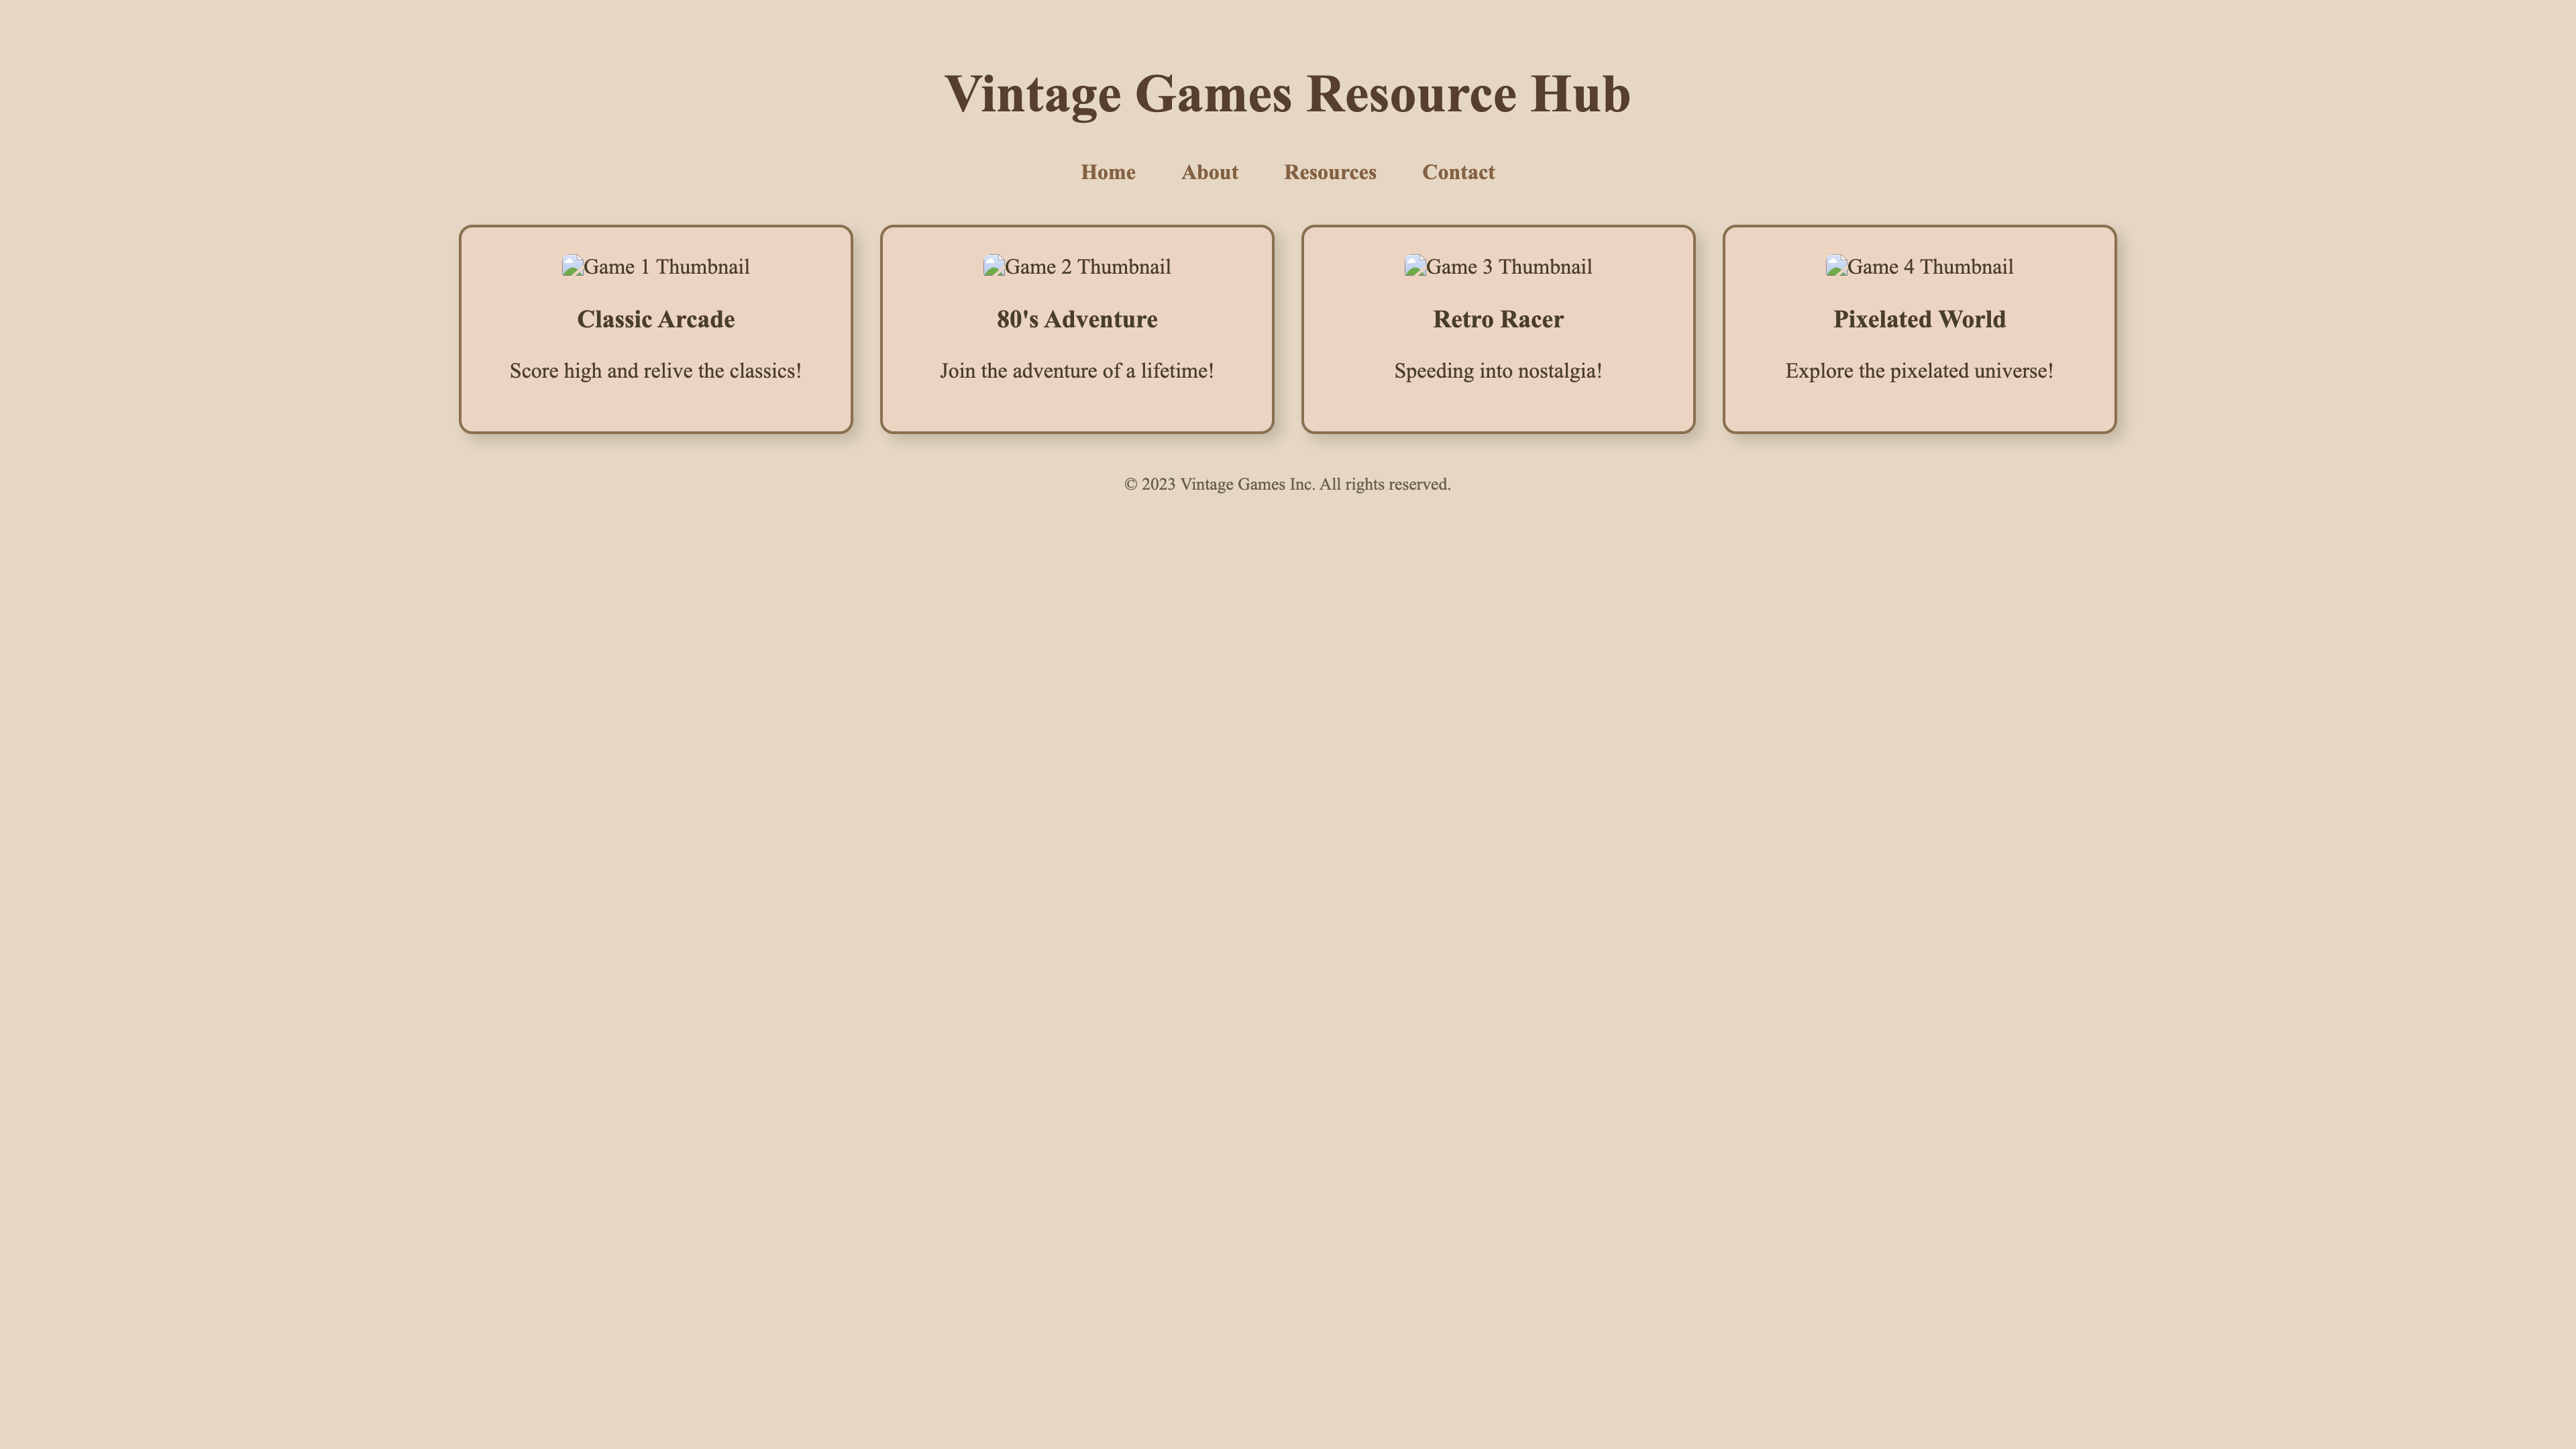 Vintage Games Resource Hub
Home About Resources Contact
Game 1 Thumbnail
Classic Arcade
Score high and relive the classics!
Game 2 Thumbnail
80's Adventure
Join the adventure of a lifetime!
Game 3 Thumbnail
Retro Racer
Speeding into nostalgia!
Game 4 Thumbnail
Pixelated World
Explore the pixelated universe!
© 2023 Vintage Games Inc. All rights reserved.